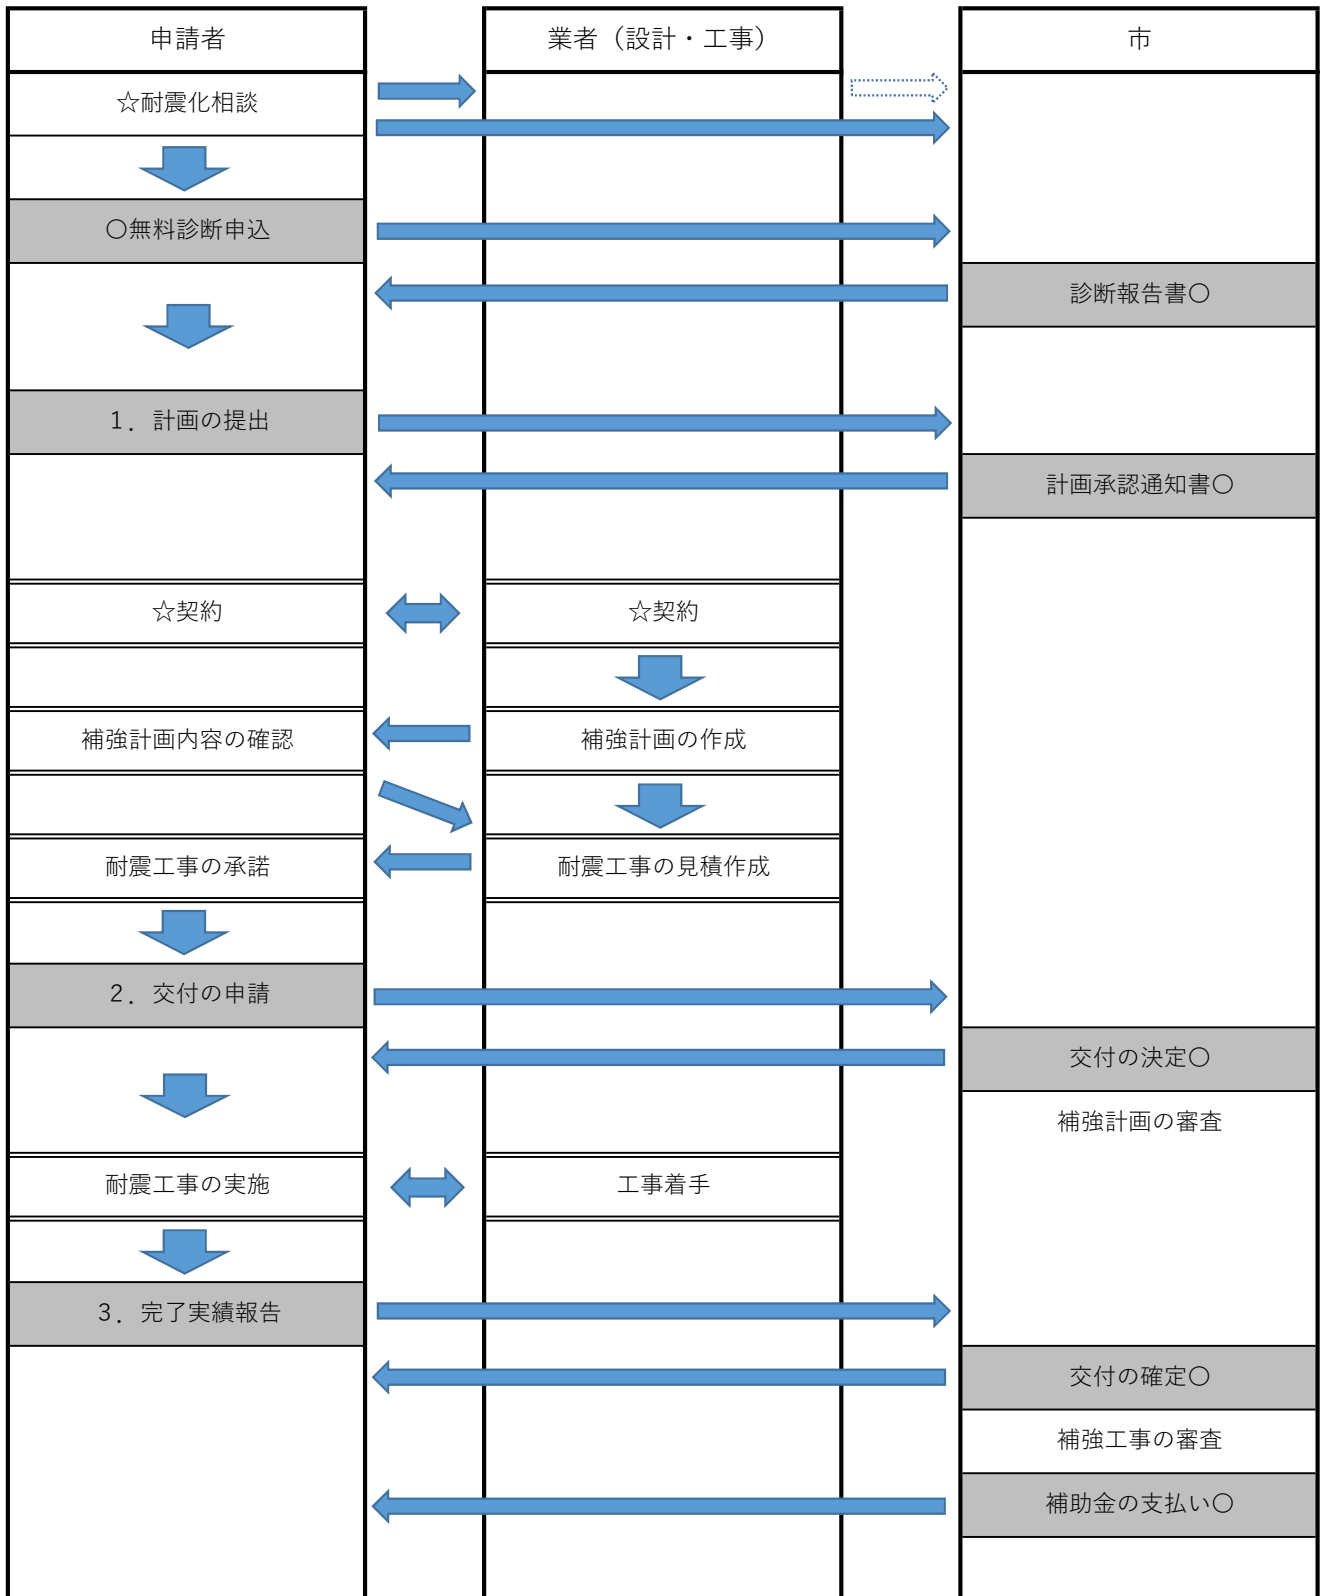 申請者
業者（設計・工事）
市
☆耐震化相談
〇無料診断申込
診断報告書〇
1．計画の提出
計画承認通知書〇
☆契約
☆契約
補強計画内容の確認
補強計画の作成
耐震工事の承諾
耐震工事の見積作成
2．交付の申請
交付の決定〇
補強計画の審査
耐震工事の実施
工事着手
3．完了実績報告
交付の確定〇
補強工事の審査
補助金の支払い〇